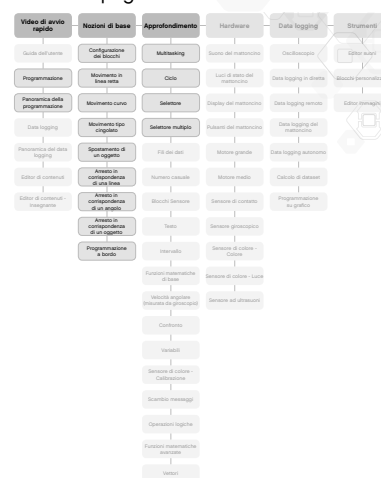 Video di avvio
rapido
Guida dell'utente
Programmazione
Panoramica della
programmazione
Data logging
Panoramica del data
logging
Editor di contenuti
Editor di contenuti -
Insegnante
Nozioni di base
Configurazione
dei blocchi
Movimento in
linea retta
Movimento curvo
Movimento tipo
cingolato
Spostamento di
un oggetto
Arresto in
corrispondenza
di una linea
Arresto in
corrispondenza
di un angolo
Arresto in
corrispondenza
di un oggetto
Programmazione
a bordo
Approfondimento
Multitasking
Ciclo
Selettore
Selettore multiplo
Fili dei dati
Numero casuale
Blocchi Sensore
Testo
Intervallo
Funzioni matematiche
di base
Velocità angolare
(misurata da giroscopio)
Confronto
Variabili
Sensore di colore -
Calibrazione
Scambio messaggi
Operazioni logiche
Funzioni matematiche
avanzate
Vettori
Hardware
Suono del mattoncino
Luci di stato del
mattoncino
Display del mattoncino
Pulsanti del mattoncino
Motore grande
Motore medio
Sensore di contatto
Sensore giroscopico
Sensore di colore -
Colore
Sensore di colore - Luce
Sensore ad ultrasuoni
Data logging
Oscilloscopio
Data logging in diretta
Data logging remoto
Data logging del
mattoncino
Data logging autonomo
Calcolo di dataset
Programmazione
su grafico
Strumenti
Editor suoni
Blocchi personalizz